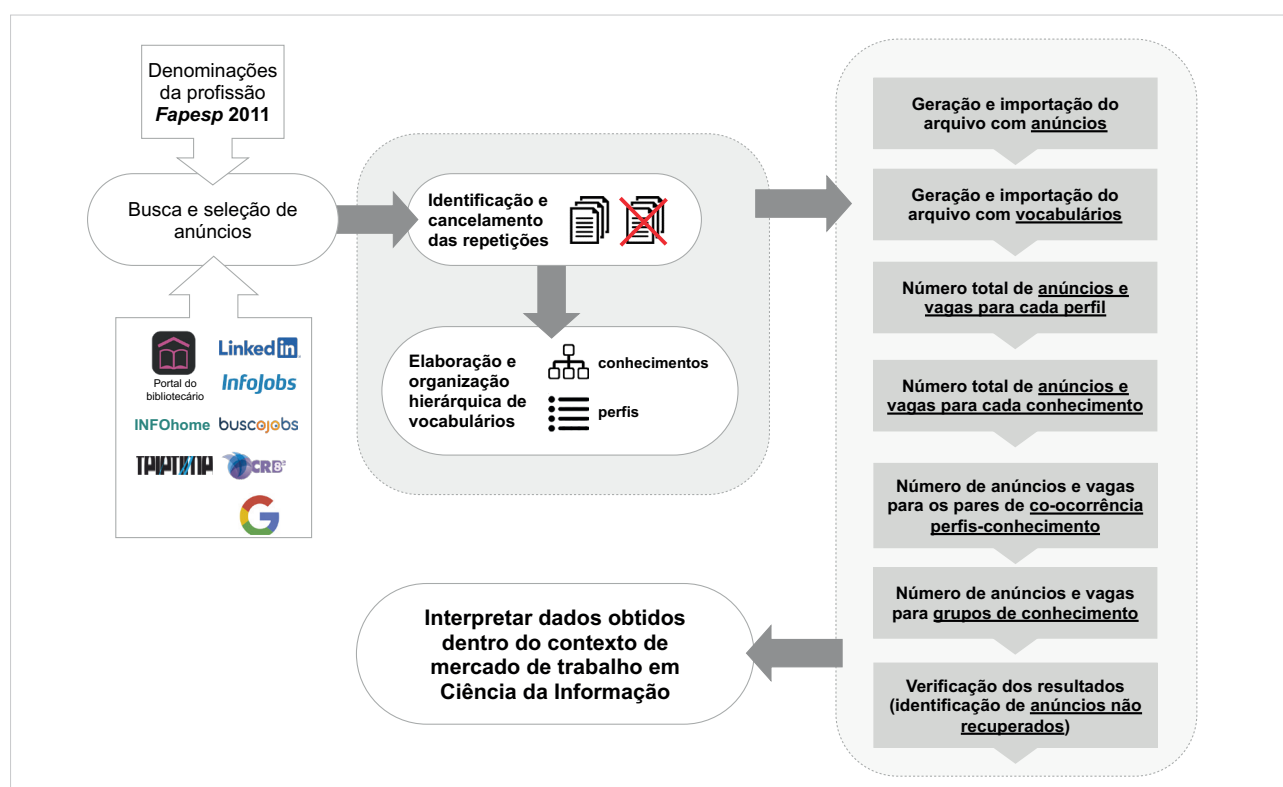 Denominações
da profissão
Fapesp 2011
Busca e seleção de
anúncios
Portal do
bibliotecário
Linkedin
InfoJobs
INFOhome
buscojobs
CRB
Identificação e
cancelamento
das repetições
Elaboração e
organização
hierárquica de
vocabulários
conhecimentos
perfis
Geração e importação do
arquivo com anúncios
Geração e importação do
arquivo com vocabulários
Número total de anúncios e
vagas para cada perfil
Número total de anúncios e
vagas para cada conhecimento
Número de anúncios e vagas
para os pares de co-ocorrência
perfis-conhecimento
Número de anúncios e vagas
para grupos de conhecimento
Verificação dos resultados
(identificação de anúncios não
recuperados)
Interpretar dados obtidos
dentro do contexto de
mercado de trabalho em
Ciência da Informação